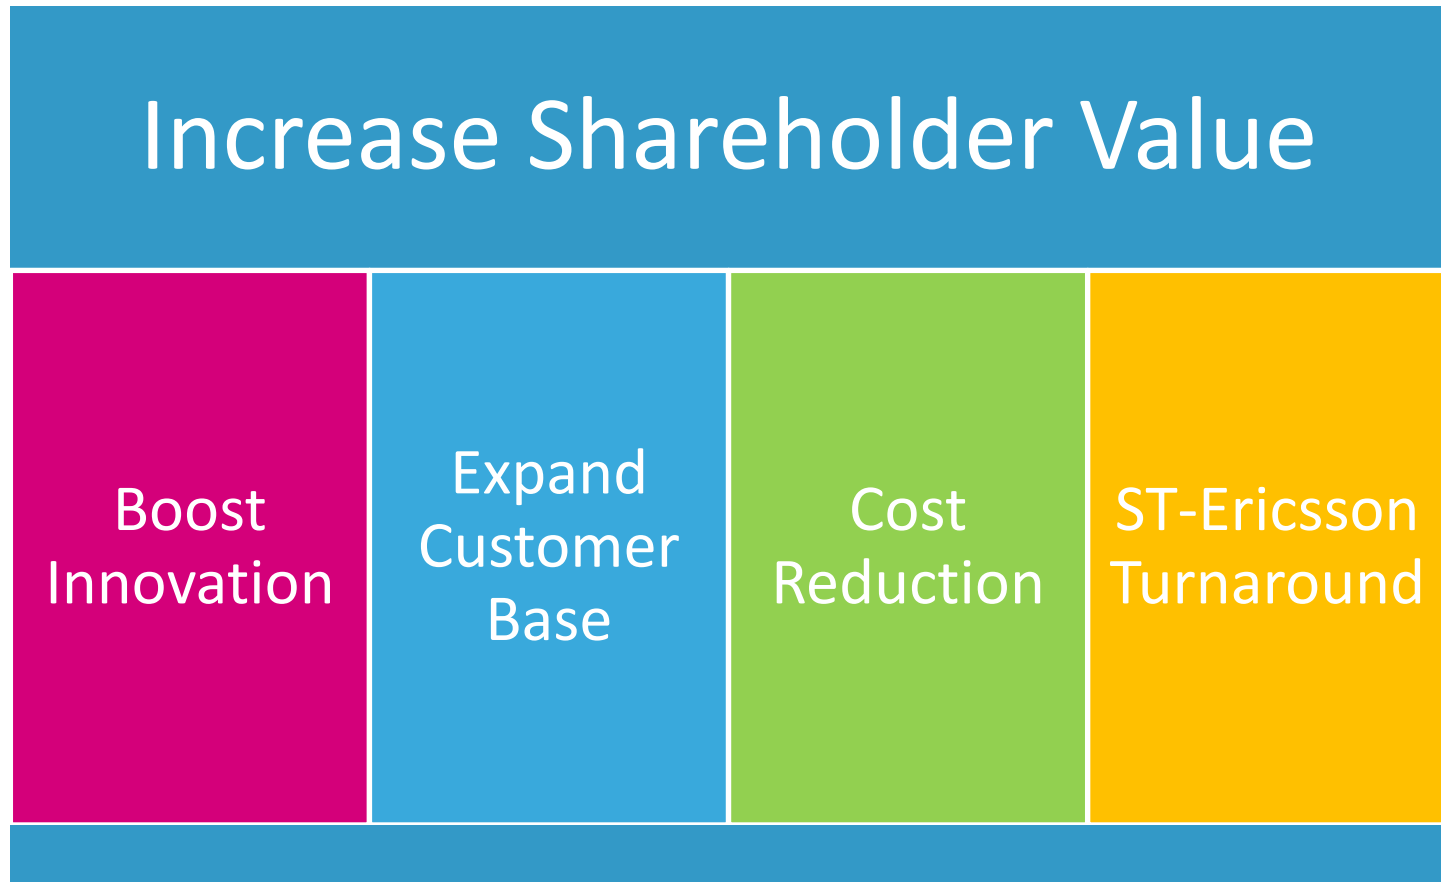 Increase Shareholder Value
Boost
Innovation
Expand
Customer
Base
Cost
Reduction
ST-Ericsson
Turnaround